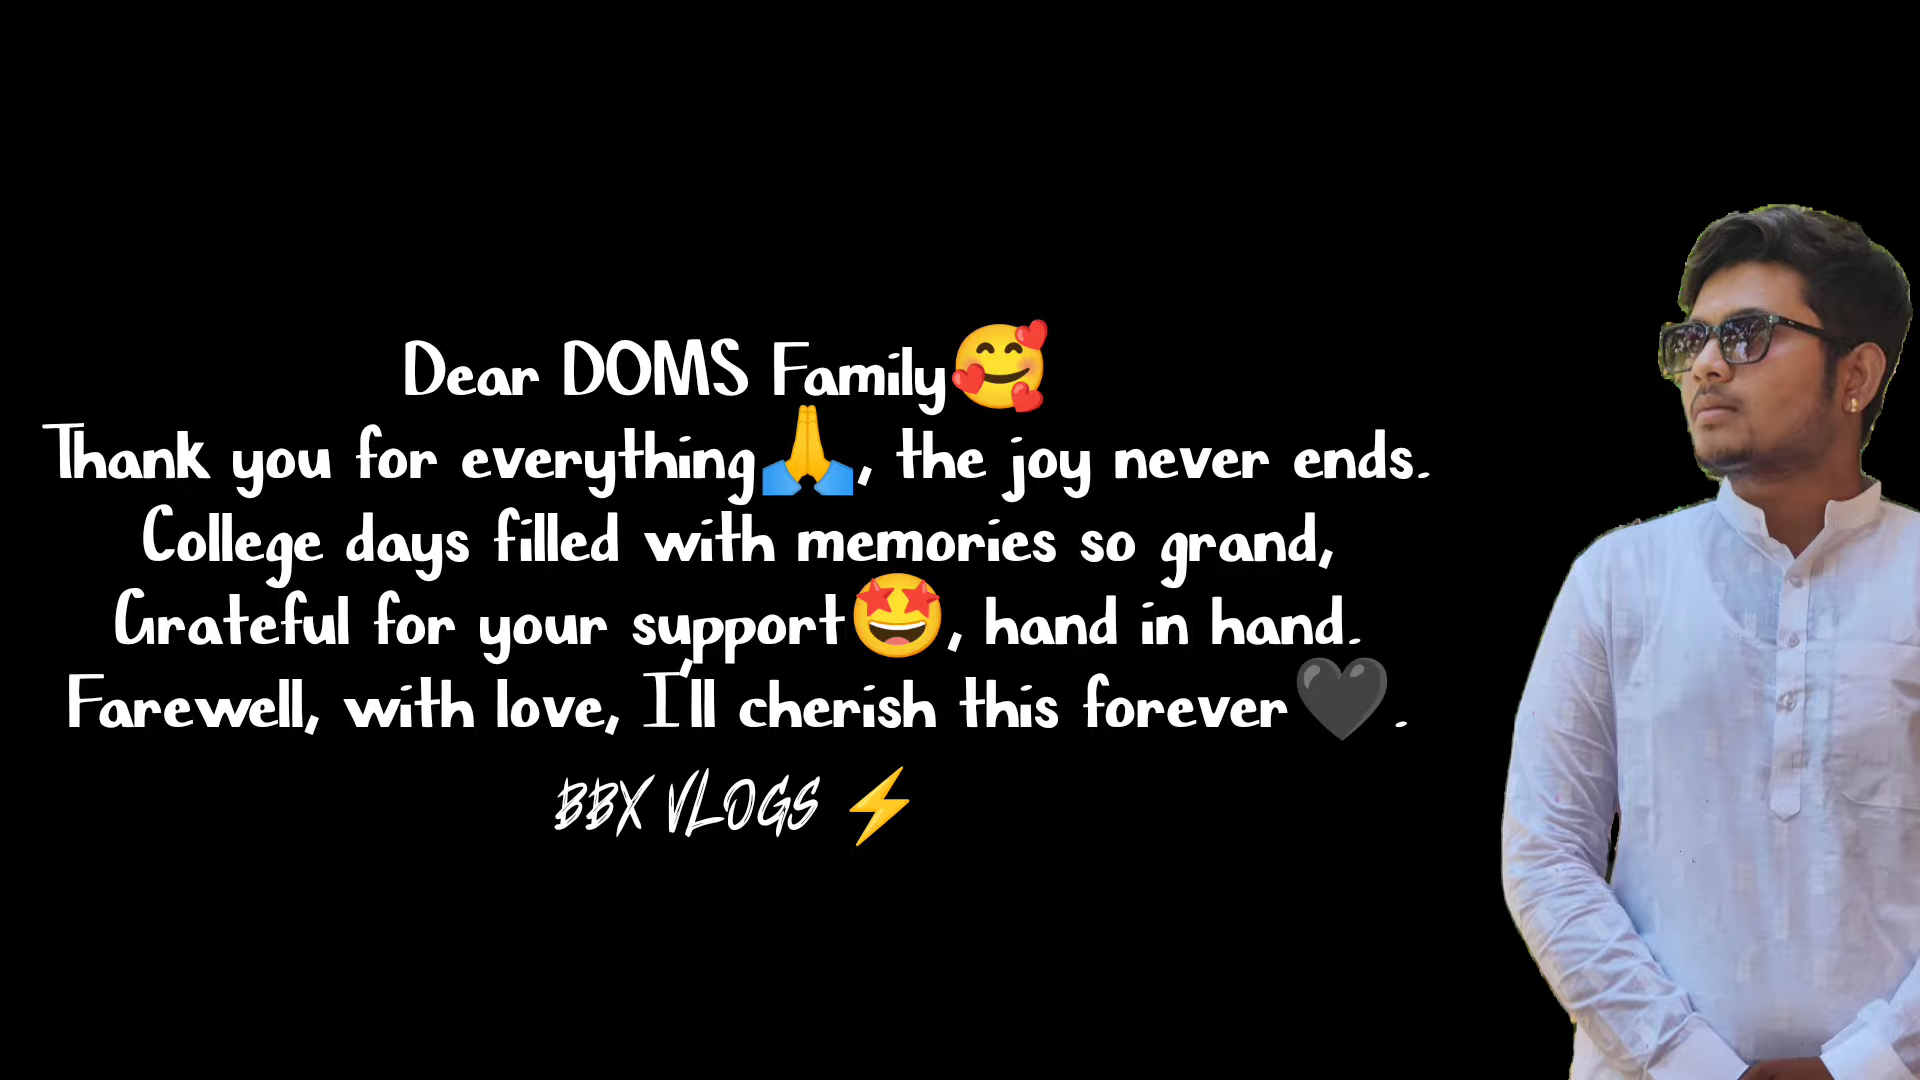 Dear DOMS Family🥰
Thank you for everything🙏, the joy never ends.
College days filled with memories so grand,
Grateful for your support🤩, hand in hand.
Farewell, with love, I'll cherish this forever🖤.
BBX VLOGS ⚡